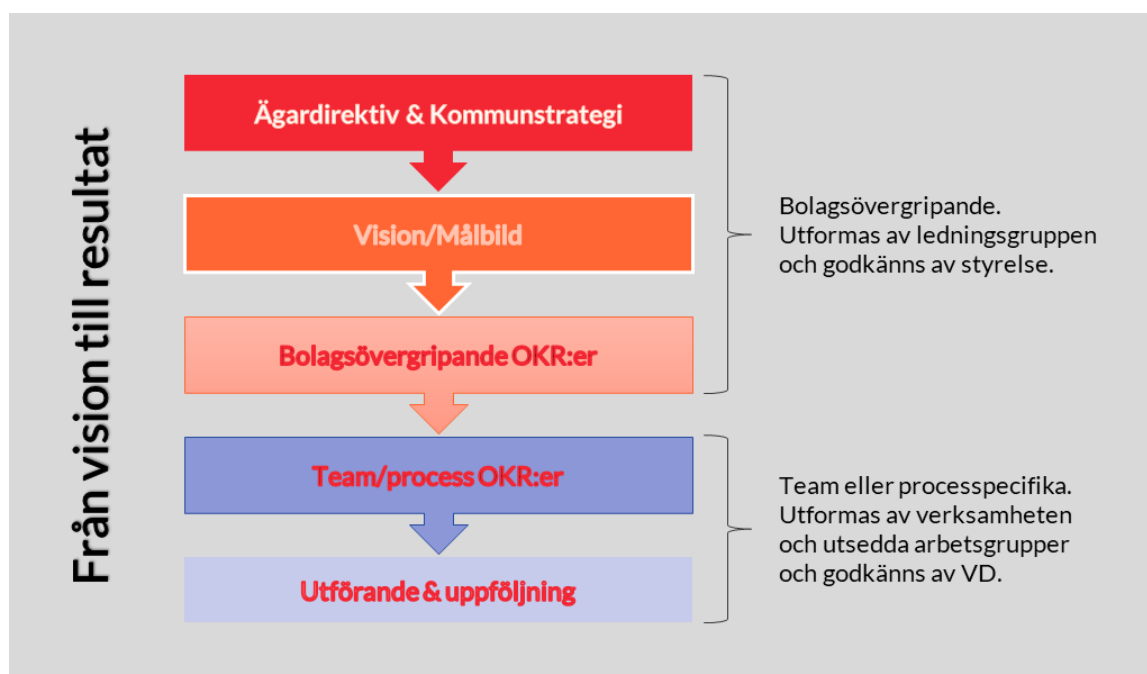 Från vision till resultat
Ägardirektiv & Kommunstrategi
Vision/Målbild
Bolagsövergripande OKR:er
Bolagsövergripande.
Utformas av ledningsgruppen
och godkänns av styrelse.
Team/process OKR:er
Utförande & uppföljning
Team eller processpecifika.
Utformas av verksamheten
och utsedda arbetsgrupper
och godkänns av VD.